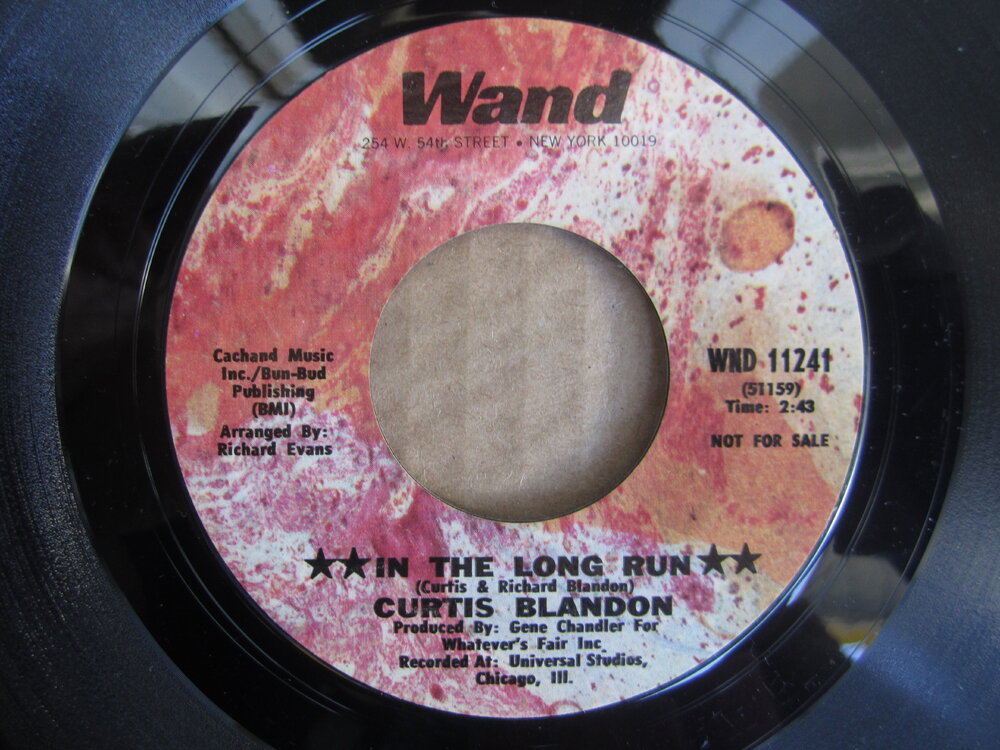 Wand
254 W. 54th STREET • NEW YORK 10019
Cachand Music
Inc./Bun-Bud
Publishing
(BMI)
Arranged By:
Richard Evans
WND 11241
(51159)
Time: 2:43
NOT FOR SALE
★★IN THE LONG RUN★★
(Curtis & Richard Blandon)
CURTIS BLANDON
Produced By: Gene Chandler For
Whatever's Fair Inc
Recorded At: Universal Studios,
Chicago, Ill.